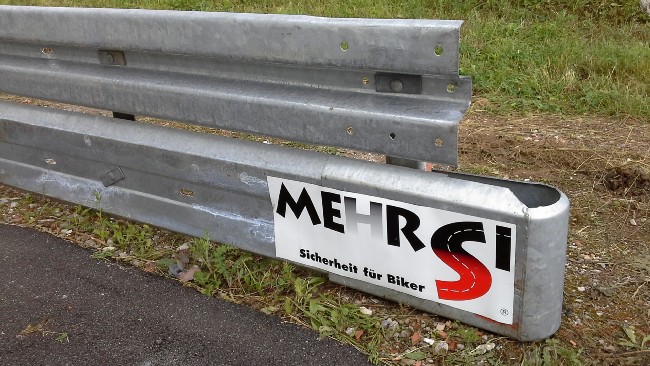 MEHRSi
Sicherheit für Biker
®